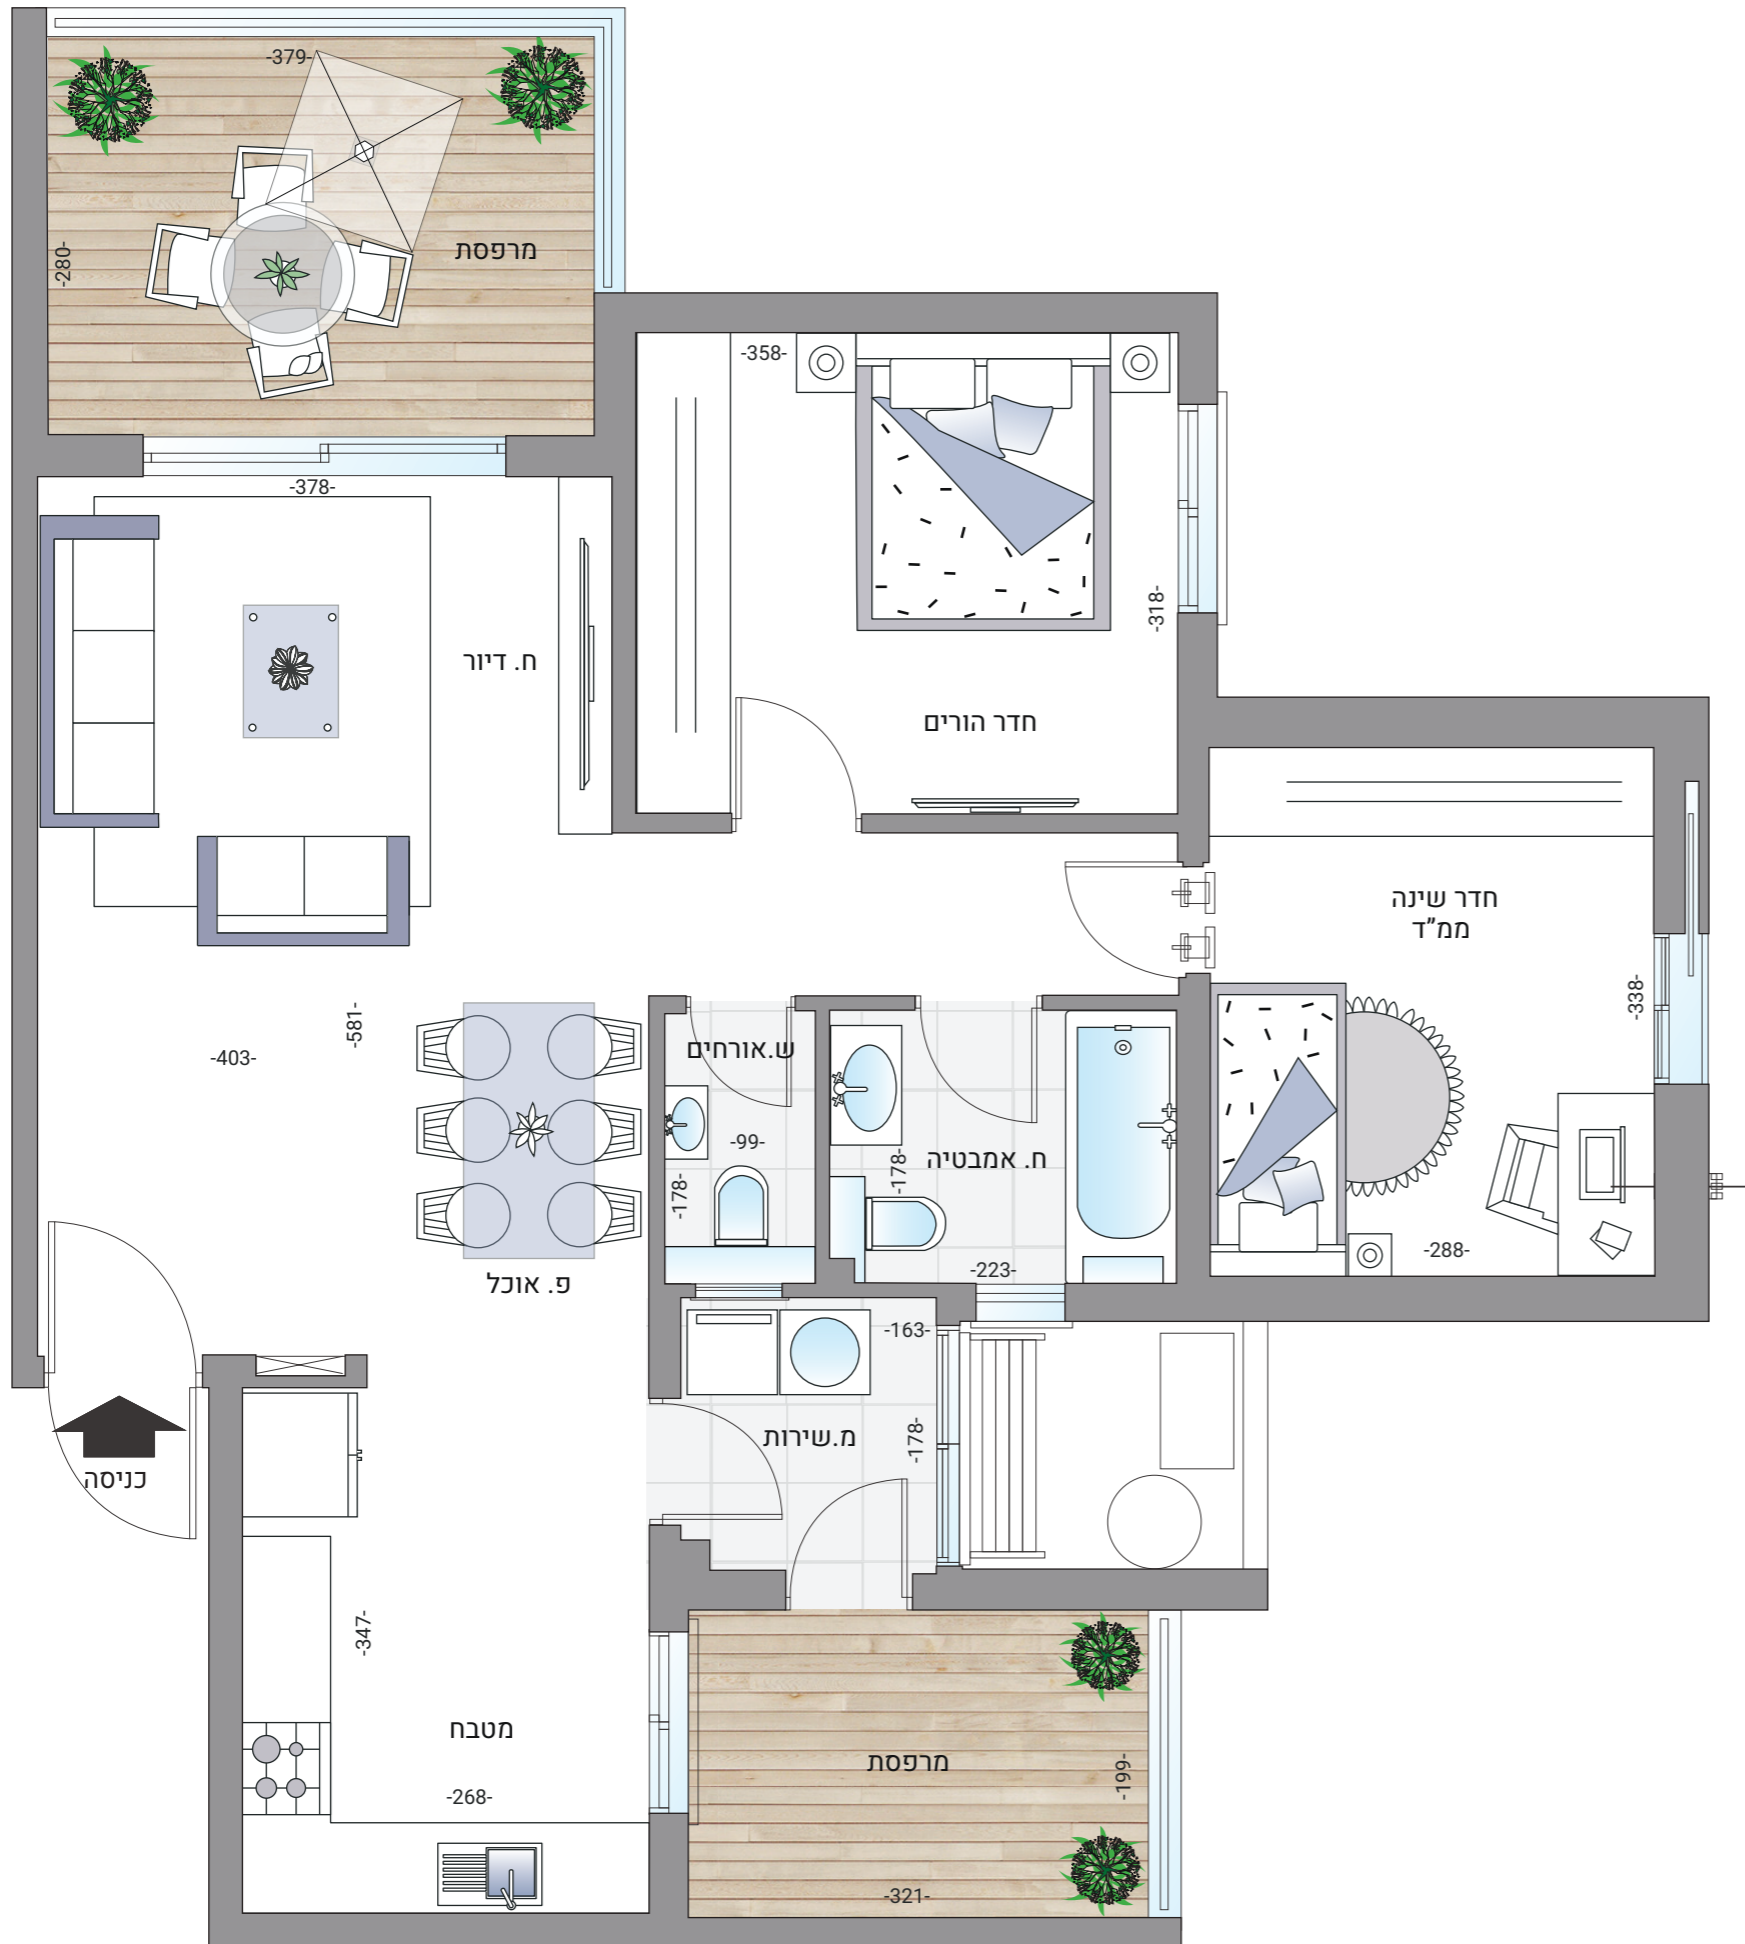 -379-
מרפסת
-280-
-358-
-378-
-318-
ח. דיור
חדר הורים
חדר שינה
ממ״ד
-338-
-581-
-403-
ש.אורחים
-99-
-178-
ח. אמבטיה
-178-
-223-
-288-
פ. אוכל
-163-
מ.שירות
-178-
כניסה
-347-
מטבח
-268-
מרפסת
-199-
-321-